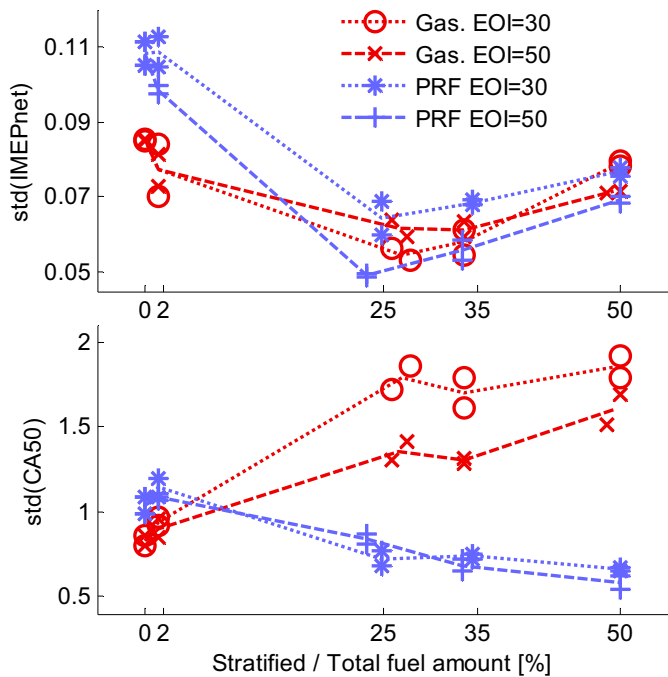 Gas. EOI=30
Gas. EOI=50
PRF EOI=30
PRF EOI=50
std(IMEPnet)
0.11
0.09
0.07
0.05
0 2 25 35 50
std(CA50)
2
1.5
1
0.5
0 2 25 35 50
Stratified / Total fuel amount [%]